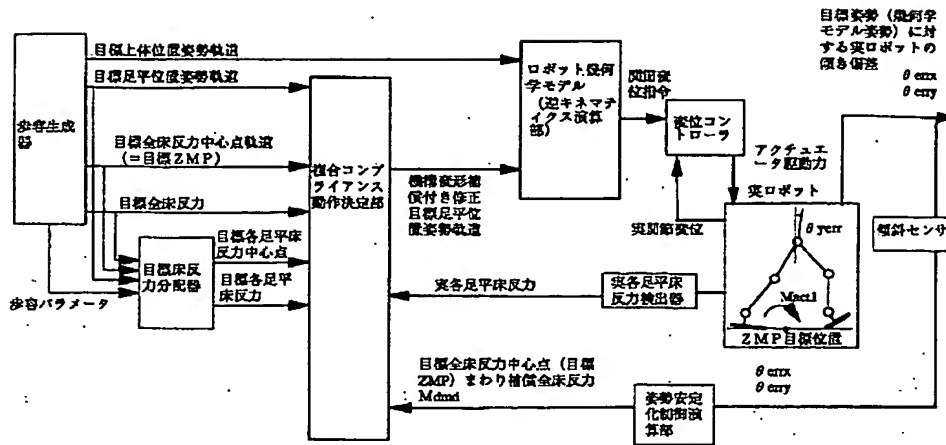 目標上体位置姿勢軌道
目標足平位置姿勢軌道
歩容生成
器
目標全床反力中心点軌道
(=目標ZMP)
目標全床反力
目標床反
力分配器
目標各足平床
反力中心点
目標各足平
床反力
歩容パラメータ
複合コンプ
ライアンス
動作決定部
機構変形補
償付き修正
目標足平位
置姿勢軌道
ロボット幾何
学モデル
(逆キネマテ
ィクス演算
部)
関節変
位指令
変位コン
トローラ
アクチュエ
ータ駆動力
実ロボット
実関節変位
θ yerr
Mact1
ZMP目標位置
目標姿勢(幾何学
モデル姿勢)に対
する実ロボットの
傾き偏差
θ errx
θ erry
傾斜センサ
実各足平床反力
実各足平床
反力検出器
目標全床反力中心点(目標
ZMP)まわり補償全床反力
Mdmd
姿勢安定
化制御演
算部
θ errx
θ erry